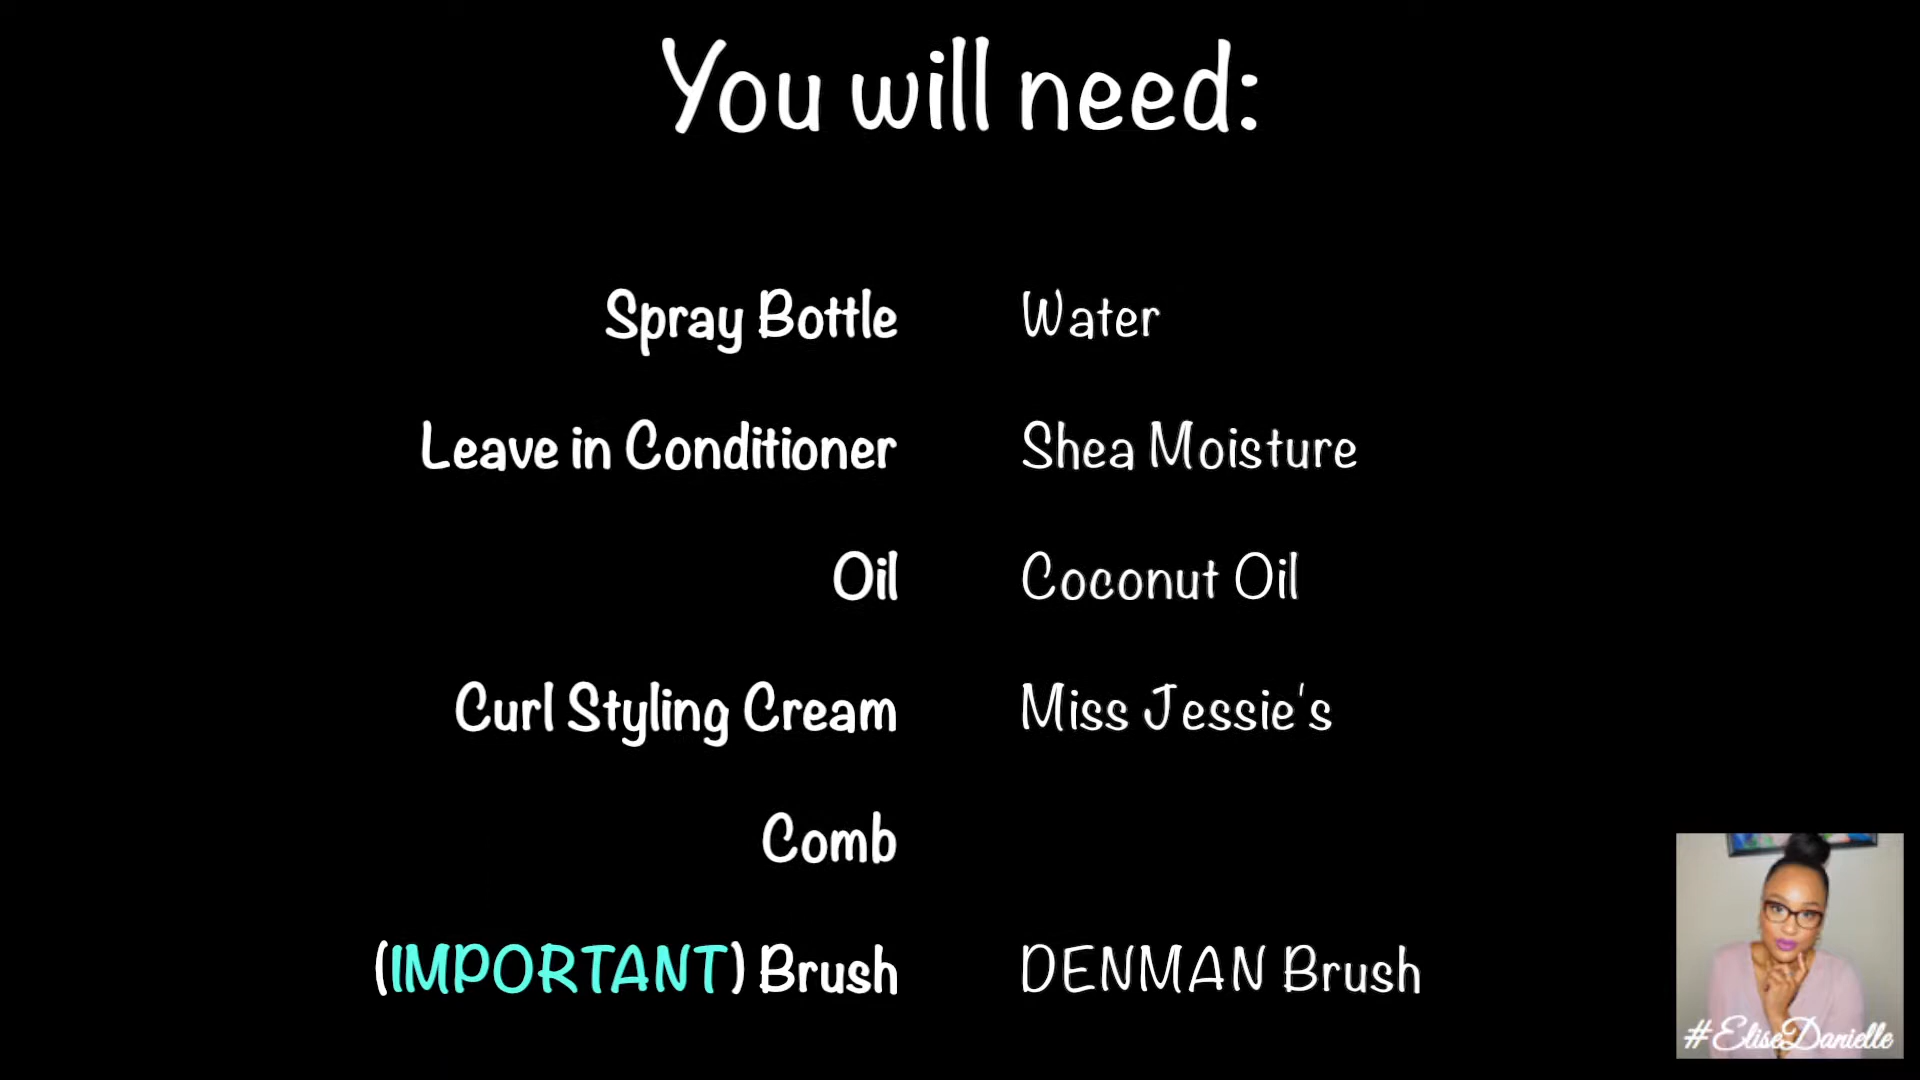 You will need:
Spray Bottle Water
Leave in Conditioner Shea Moisture
Oil Coconut Oil
Curl Styling Cream Miss Jessie's
Comb
(IMPORTANT) Brush DENMAN Brush
#EliseDanielle